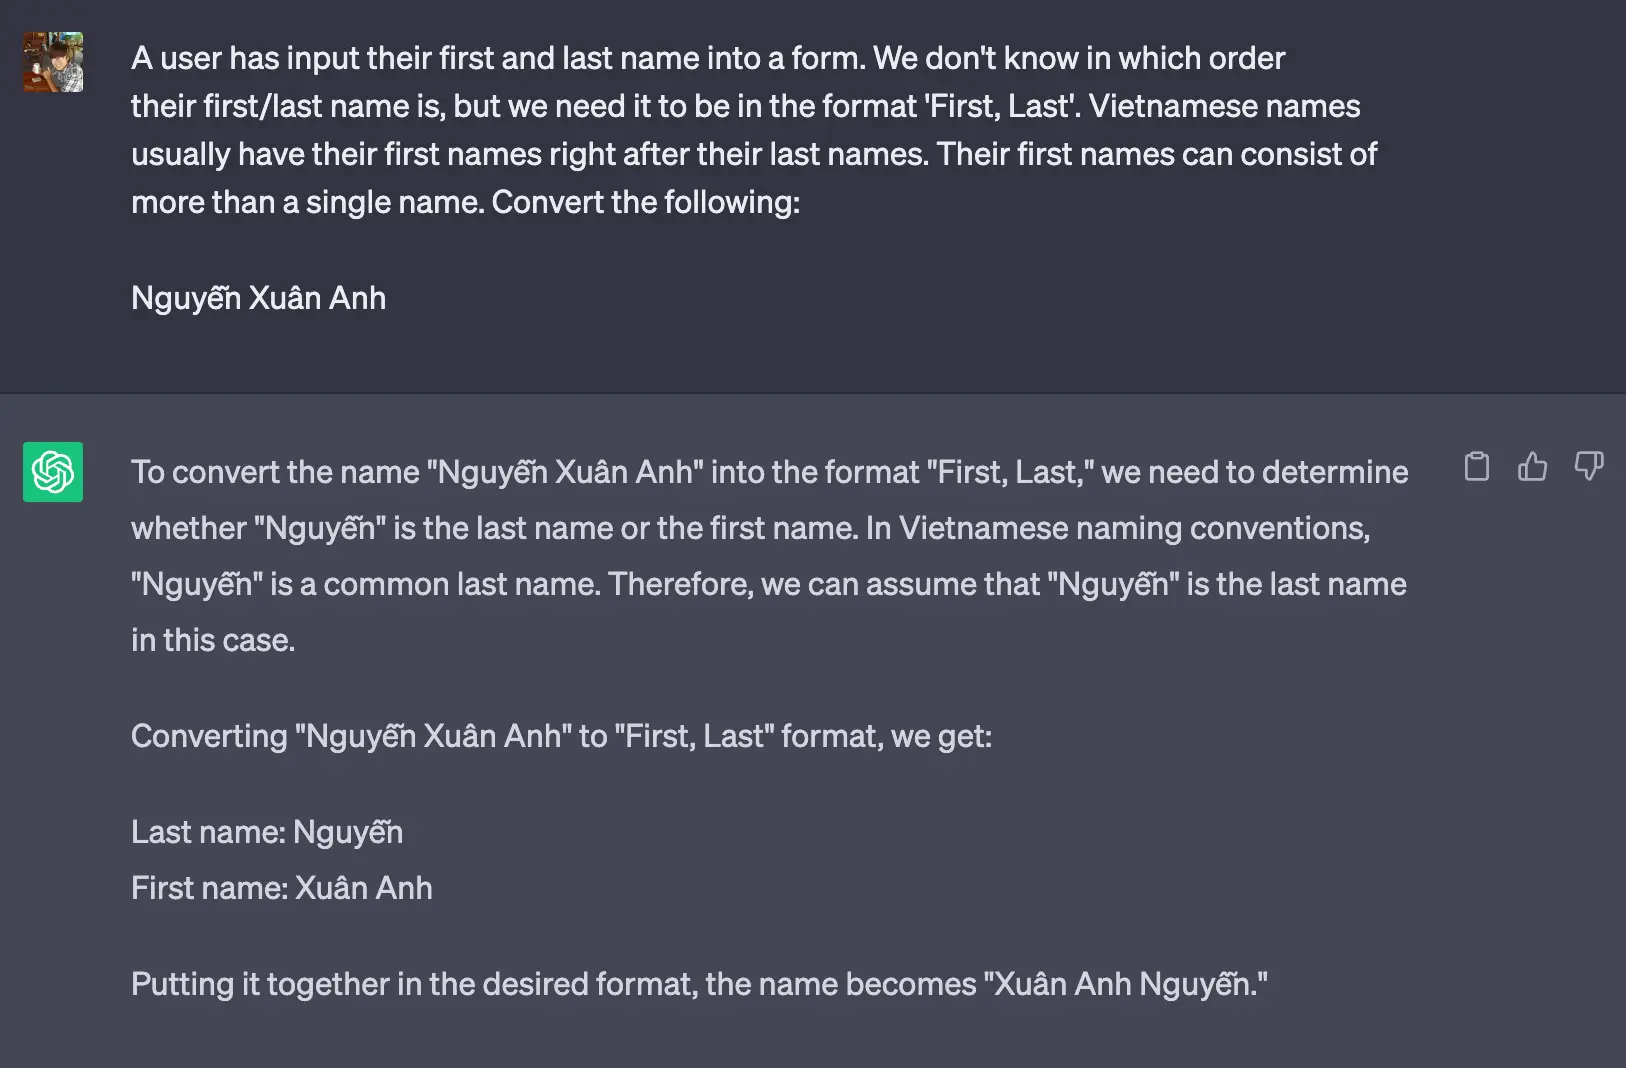 A user has input their first and last name into a form. We don't know in which order
their first/last name is, but we need it to be in the format 'First, Last'. Vietnamese names
usually have their first names right after their last names. Their first names can consist of
more than a single name. Convert the following:
Nguyễn Xuân Anh
To convert the name "Nguyễn Xuân Anh" into the format "First, Last," we need to determine
whether "Nguyễn" is the last name or the first name. In Vietnamese naming conventions,
"Nguyễn" is a common last name. Therefore, we can assume that "Nguyễn" is the last name
in this case.
Converting "Nguyễn Xuân Anh" to "First, Last" format, we get:
Last name: Nguyễn
First name: Xuân Anh
Putting it together in the desired format, the name becomes "Xuân Anh Nguyễn."